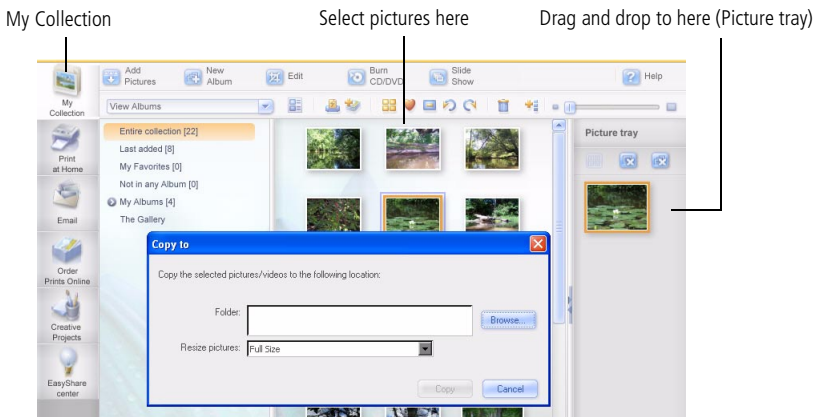 My Collection
Select pictures here
Drag and drop to here (Picture tray)
Add Pictures
New Album
Edit
Burn CD/DVD
Slide Show
Help
My Collection
View Albums
Print at Home
Email
Order Prints Online
Creative Projects
EasyShare center
Entire collection [22]
Last added [8]
My Favorites [0]
Not in any Album [0]
My Albums [4]
The Gallery
Picture tray
Copy to
Copy the selected pictures/videos to the following location:
Folder:
Browse...
Resize pictures: Full Size
Copy
Cancel